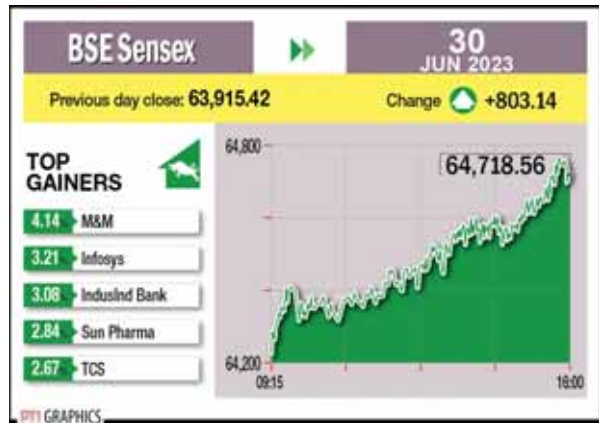 BSE Sensex
30
JUN 2023
Previous day close: 63,915.42
Change +803.14
TOP
GAINERS
4.14 M&M
3.21 Infosys
3.08 IndusInd Bank
2.84 Sun Pharma
2.67 TCS
64,800
64,718.56
64,200
09:15
16:00
PTI GRAPHICS